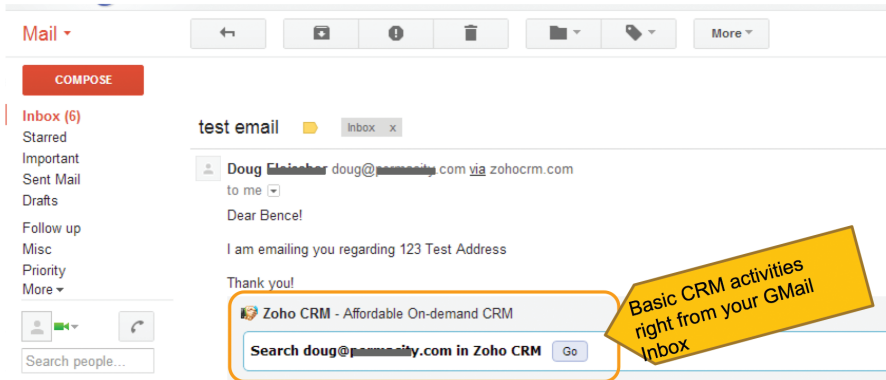 Mail
More
COMPOSE
Inbox (6)
Starred
Important
Sent Mail
Drafts
Follow up
Misc
Priority
More
Search people...
test email
Inbox x
Doug doug@ .com via zohocrm.com
to me
Dear Bence!
I am emailing you regarding 123 Test Address
Thank you!
Zoho CRM - Affordable On-demand CRM
Search doug@ .com in Zoho CRM Go
Basic CRM activities
right from your GMail
Inbox